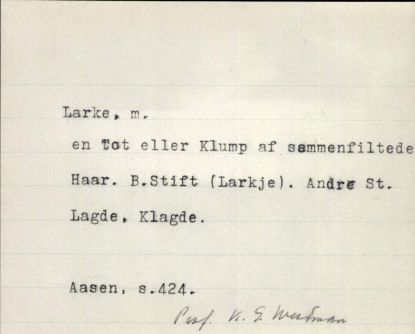 Larke, m.
en Tot eller Klump af sammenfiltede
Haar. B.Stift (Larkje). Andre St.
Lagde, Klagde.
Aasen, s.424.
Prof. K. G. Westman